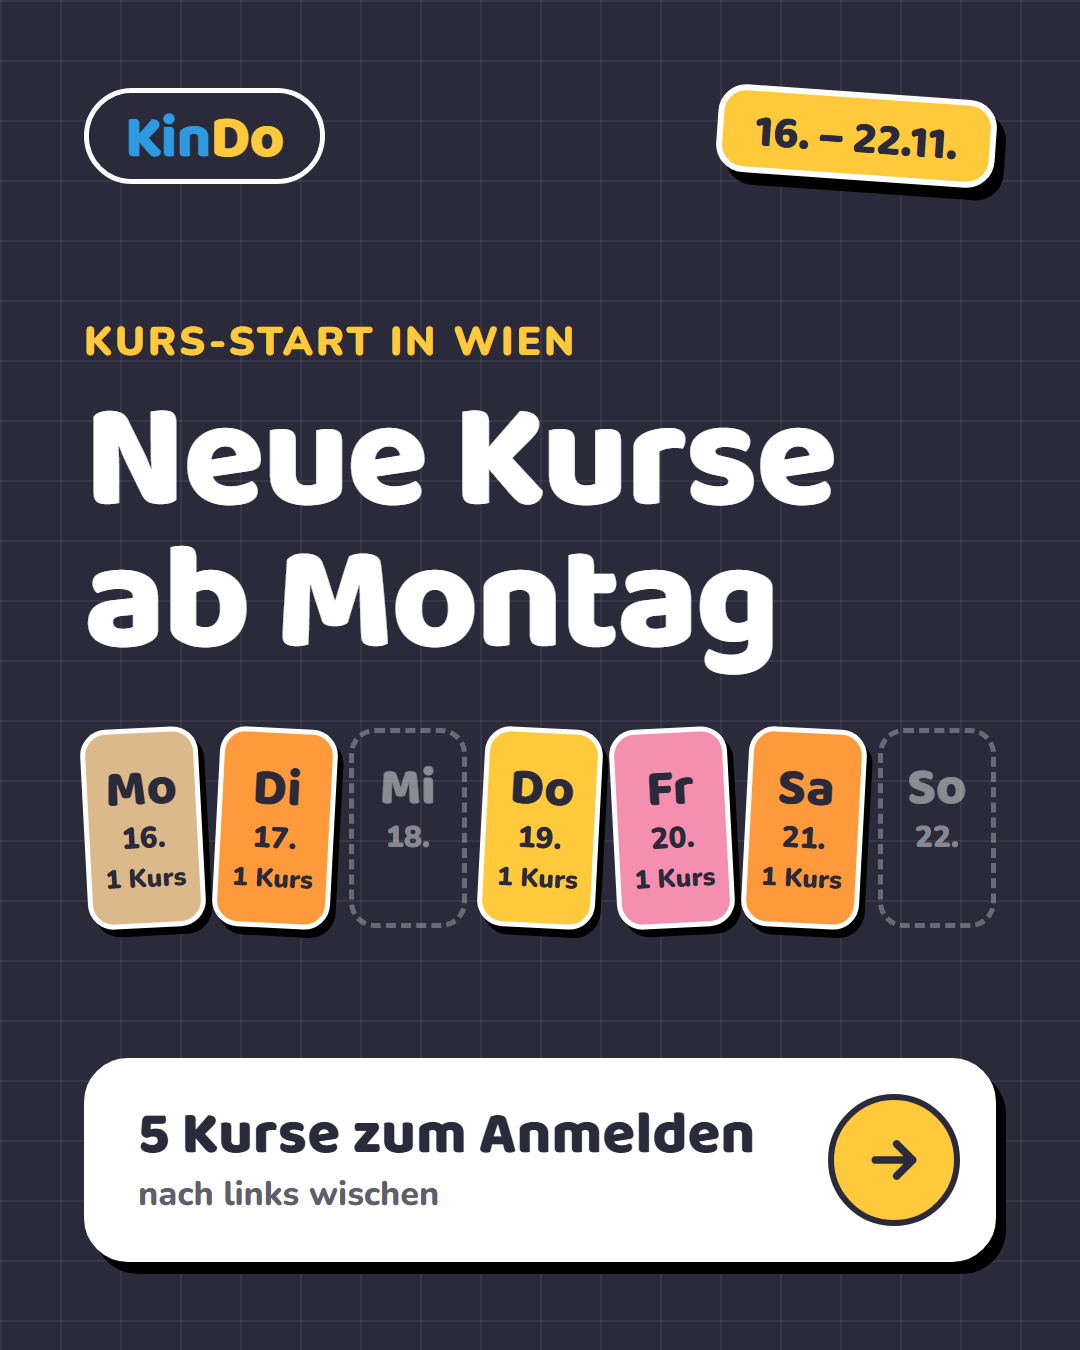 KinDo
16. – 22.11.
KURS-START IN WIEN
Neue Kurse
ab Montag
Mo
16.
1 Kurs
Di
17.
1 Kurs
Mi
18.
Do
19.
1 Kurs
Fr
20.
1 Kurs
Sa
21.
1 Kurs
So
22.
5 Kurse zum Anmelden
nach links wischen